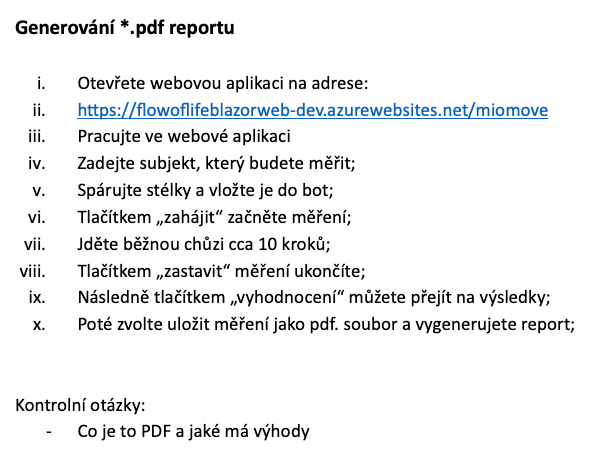 Generování *.pdf reportu
i. Otevřete webovou aplikaci na adrese:
ii. https://flowoflifeblazorweb-dev.azurewebsites.net/miomove
iii. Pracujte ve webové aplikaci
iv. Zadejte subjekt, který budete měřit;
v. Spárujte stélky a vložte je do bot;
vi. Tlačítkem „zahájit“ začněte měření;
vii. Jděte běžnou chůzi cca 10 kroků;
viii. Tlačítkem „zastavit“ měření ukončíte;
ix. Následně tlačítkem „vyhodnocení“ můžete přejít na výsledky;
x. Poté zvolte uložit měření jako pdf. soubor a vygenerujete report;
Kontrolní otázky:
- Co je to PDF a jaké má výhody